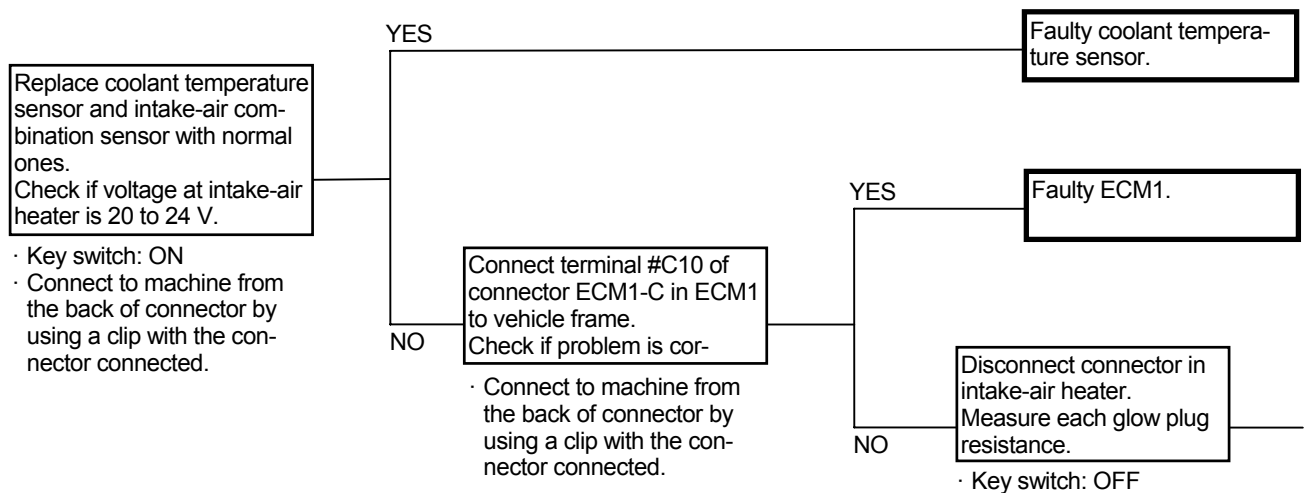 YES
Faulty coolant tempera-
ture sensor.
Replace coolant temperature
sensor and intake-air com-
bination sensor with normal
ones.
Check if voltage at intake-air
heater is 20 to 24 V.
· Key switch: ON
· Connect to machine from
the back of connector by
using a clip with the con-
nector connected.
YES
Faulty ECM1.
NO
Connect terminal #C10 of
connector ECM1-C in ECM1
to vehicle frame.
Check if problem is cor-
· Connect to machine from
the back of connector by
using a clip with the con-
nector connected.
NO
Disconnect connector in
intake-air heater.
Measure each glow plug
resistance.
· Key switch: OFF